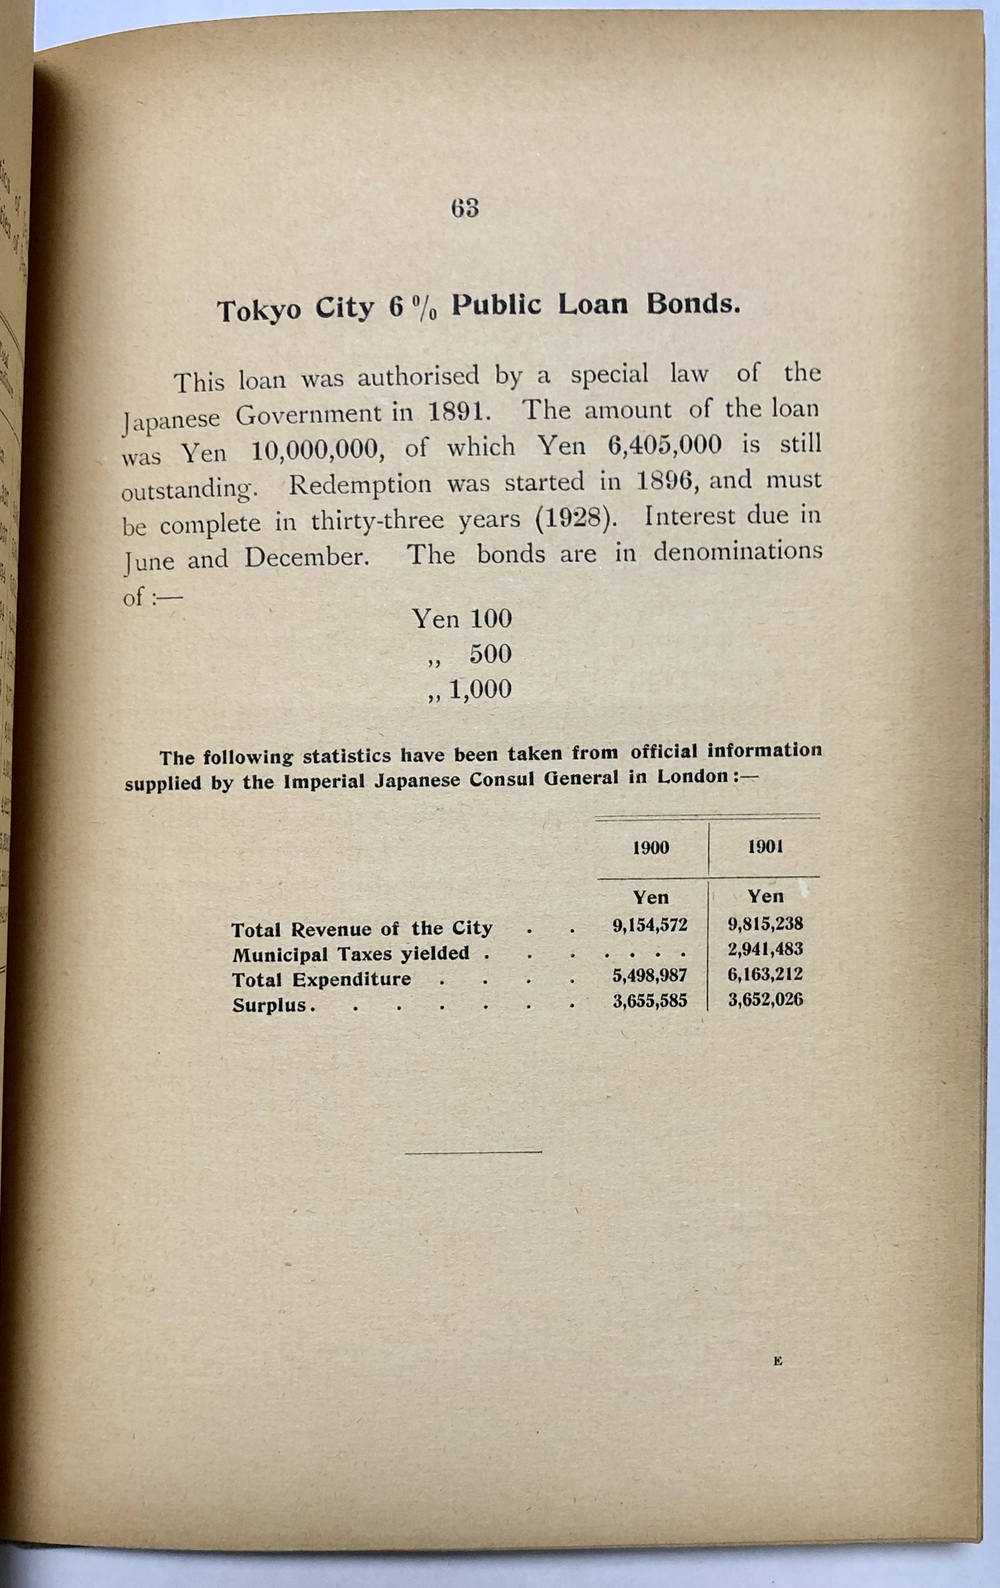 63
Tokyo City 6 % Public Loan Bonds.
This loan was authorised by a special law of the
Japanese Government in 1891. The amount of the loan
was Yen 10,000,000, of which Yen 6,405,000 is still
outstanding. Redemption was started in 1896, and must
be complete in thirty-three years (1928). Interest due in
June and December. The bonds are in denominations
of :—
Yen 100
,, 500
,, 1,000
The following statistics have been taken from official information
supplied by the Imperial Japanese Consul General in London :—
1900 1901
Yen Yen
Total Revenue of the City . . 9,154,572 9,815,238
Municipal Taxes yielded . . . . . . . 2,941,483
Total Expenditure . . . . 5,498,987 6,163,212
Surplus . . . . . . . 3,655,585 3,652,026
E